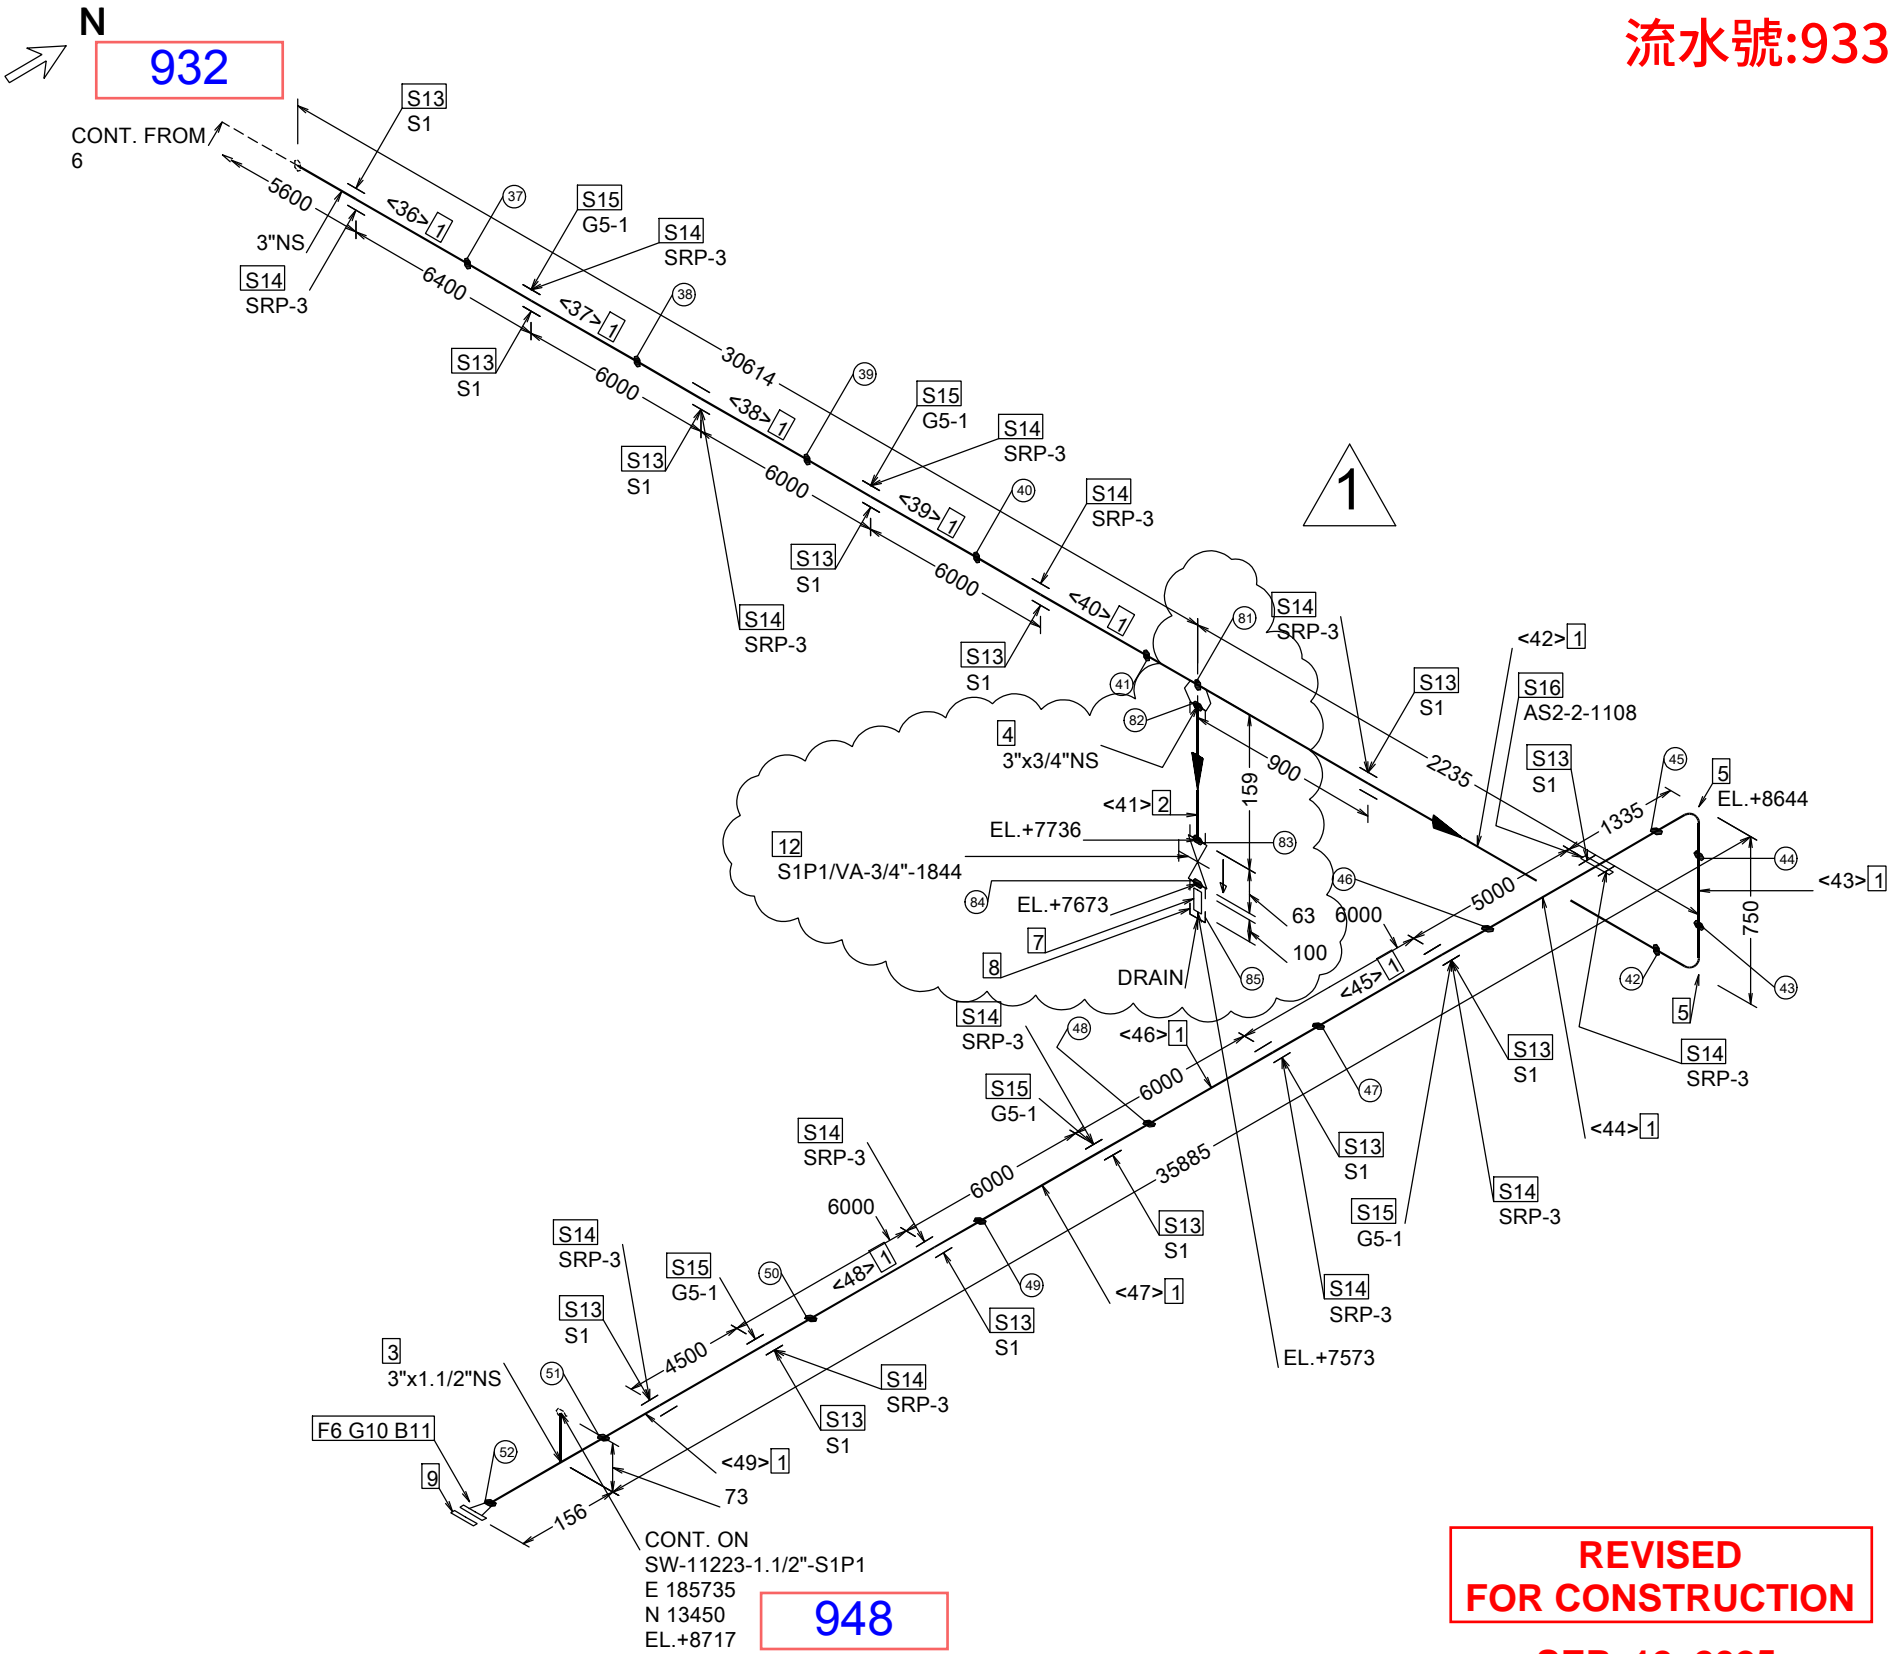 N
932
流水號:933
CONT. FROM
6
S13
S1
5600
3"NS
S14
SRP-3
<36> 1
37
S15
G5-1
S14
SRP-3
6400
<37> 1
38
S13
S1
30614
6000
39
<38> 1
S15
G5-1
S13
S1
6000
S14
SRP-3
40
<39> 1
S14
SRP-3
1
S13
S1
6000
S14
SRP-3
<40> 1
81
S14
SRP-3
<42> 1
S13
S1
41
S13
S1
S16
AS2-2-1108
82
4
3"x3/4"NS
900
159
2235
S13
S1
45
5
EL.+8644
<41> 2
1335
EL.+7736
12
S1P1/VA-3/4"-1844
83
44
46
<43> 1
84
EL.+7673
5000
63
6000
750
7
8
100
DRAIN
85
<45> 1
42
43
5
S14
SRP-3
48
<46> 1
S13
S1
S14
SRP-3
S15
G5-1
6000
47
<44> 1
S14
SRP-3
35885
S13
S1
6000
S14
SRP-3
S15
G5-1
6000
S13
S1
S14
SRP-3
S15
G5-1
50
<48> 1
49
<47> 1
S14
SRP-3
S13
S1
S13
S1
3
3"x1.1/2"NS
4500
51
EL.+7573
S14
SRP-3
S13
S1
F6 G10 B11
52
9
<49> 1
73
156
CONT. ON
SW-11223-1.1/2"-S1P1
E 185735
N 13450
EL.+8717
948
REVISED
FOR CONSTRUCTION